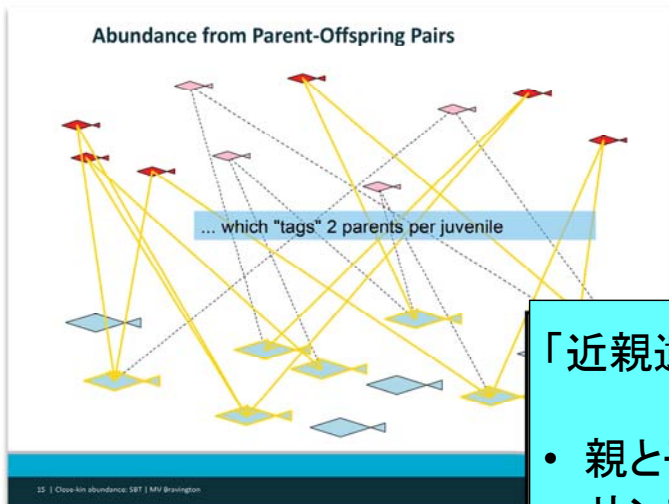 Abundance from Parent-Offspring Pairs
... which "tags" 2 parents per juvenile
「近親
• 親と
15 | Close-kin abundance: SBT | MV Bravington